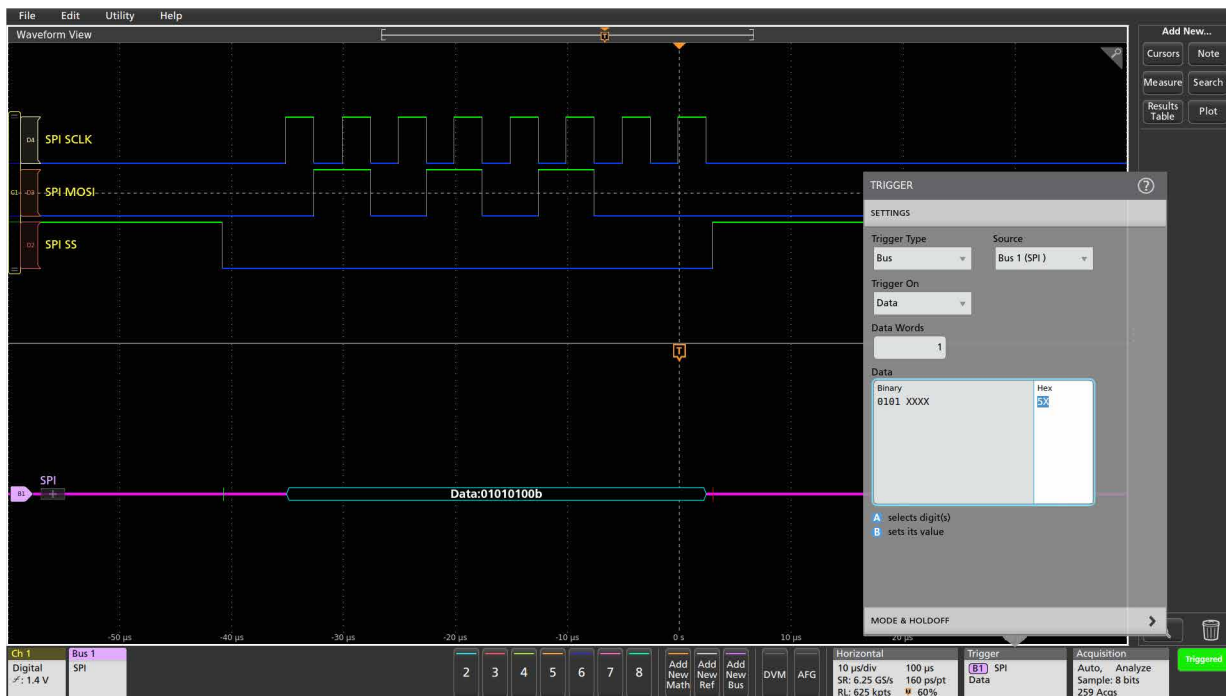 File Edit Utility Help
Waveform View
Add New...
Cursors Note
Measure Search
Results Table Plot
T
D4 SPI SCLK
C1 D3 SPI MOSI
D2 SPI SS
TRIGGER ?
SETTINGS
Trigger Type Source
Bus Bus 1 (SPI )
Trigger On
Data
Data Words
1
Data
Binary Hex
0101 XXXX 5X
A selects digit(s)
B sets its value
MODE & HOLDOFF
T
SPI
B1 + Data:01010100b
-50 µs -40 µs -30 µs -20 µs -10 µs 0 s 10 µs 20 µs
Ch 1
Digital
: 1.4 V
Bus 1
SPI
2 3 4 5 6 7 8
Add New Math
Add New Ref
Add New Bus
DVM AFG
Horizontal
10 µs/div 100 µs
SR: 6.25 GS/s 160 ps/pt
RL: 625 kpts 60%
Trigger
B1 SPI
Data
Acquisition
Auto, Analyze
Sample: 8 bits
259 Acqs
Triggered